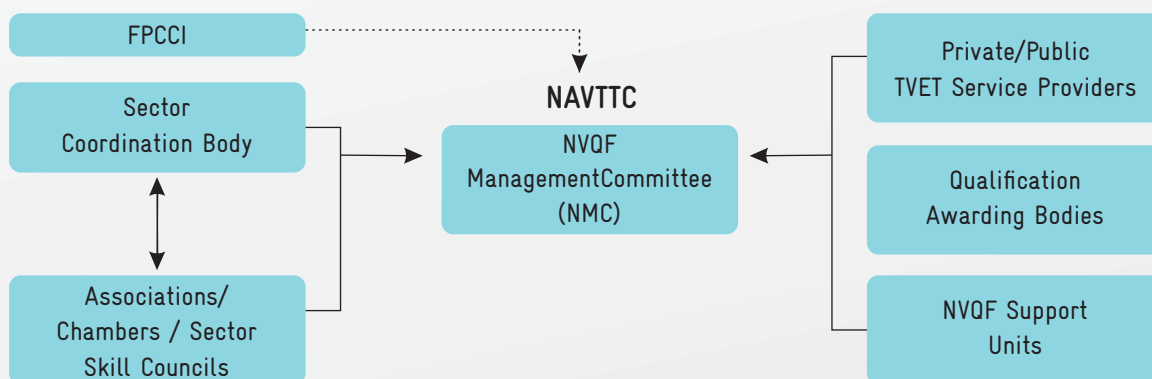 FPCCI
Sector
Coordination Body
Associations/
Chambers / Sector
Skill Councils
NAVTTC
NVQF
ManagementCommittee
(NMC)
Private/Public
TVET Service Providers
Qualification
Awarding Bodies
NVQF Support
Units